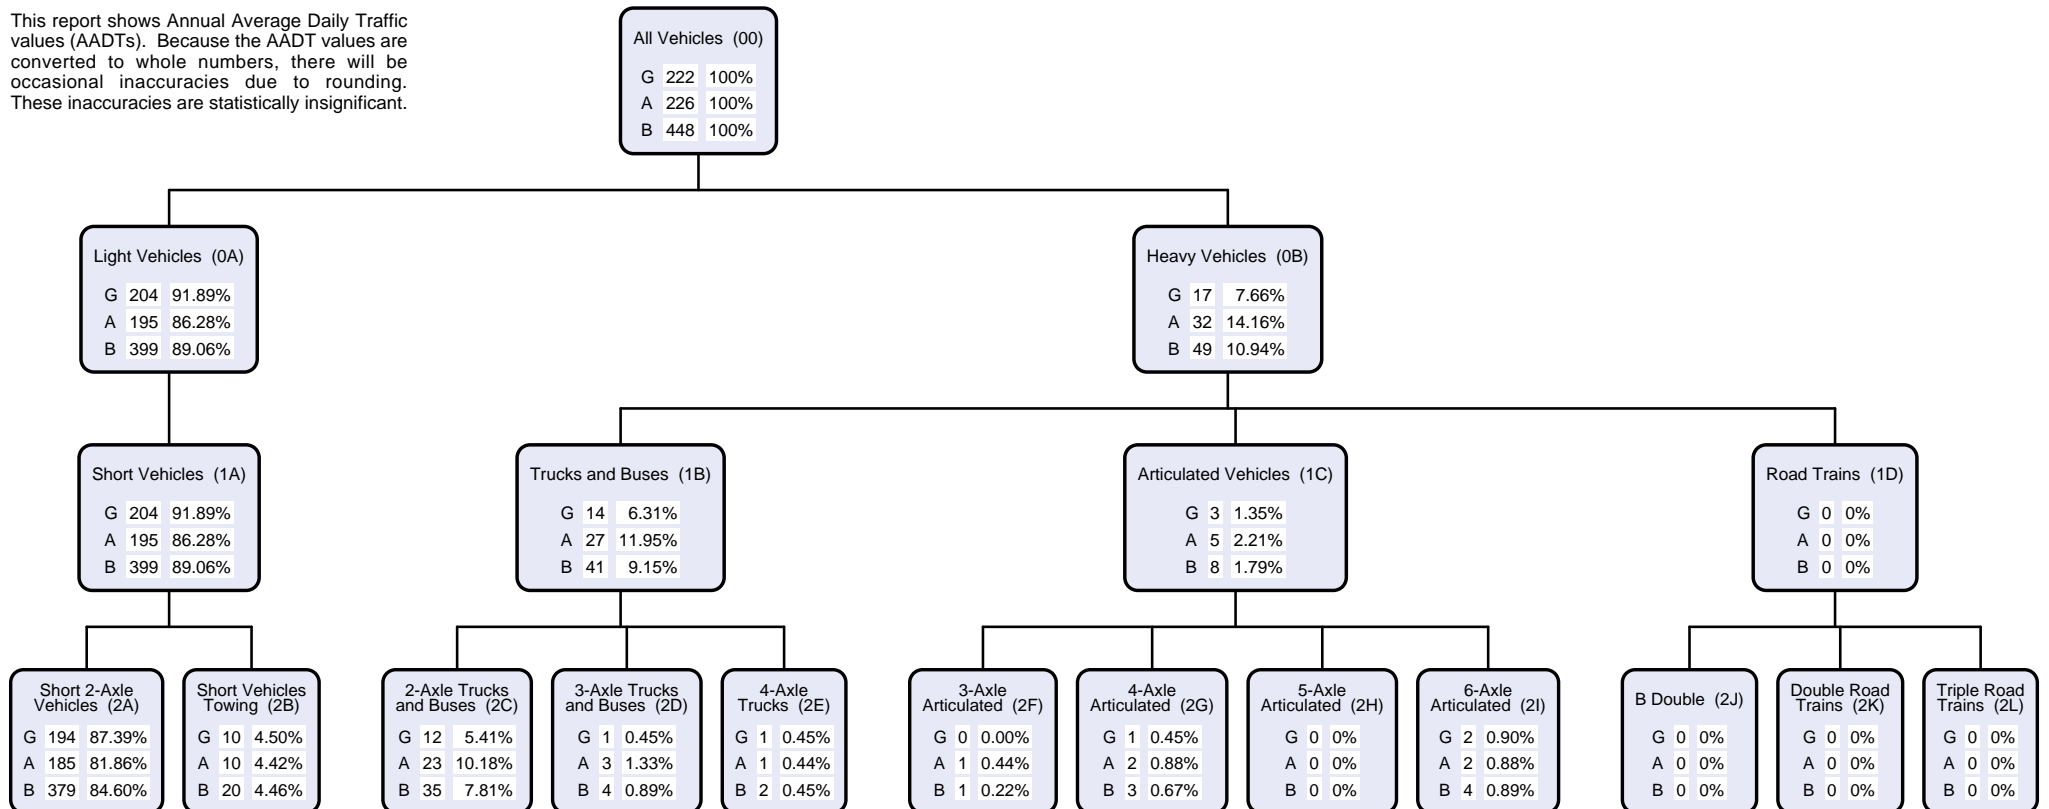 This report shows Annual Average Daily Traffic
values (AADTs). Because the AADT values are
converted to whole numbers, there will be
occasional inaccuracies due to rounding.
These inaccuracies are statistically insignificant.
All Vehicles (00)
G 222 100%
A 226 100%
B 448 100%
Light Vehicles (0A)
G 204 91.89%
A 195 86.28%
B 399 89.06%
Heavy Vehicles (0B)
G 17 7.66%
A 32 14.16%
B 49 10.94%
Short Vehicles (1A)
G 204 91.89%
A 195 86.28%
B 399 89.06%
Trucks and Buses (1B)
G 14 6.31%
A 27 11.95%
B 41 9.15%
Articulated Vehicles (1C)
G 3 1.35%
A 5 2.21%
B 8 1.79%
Road Trains (1D)
G 0 0%
A 0 0%
B 0 0%
Short 2-Axle
Vehicles (2A)
G 194 87.39%
A 185 81.86%
B 379 84.60%
Short Vehicles
Towing (2B)
G 10 4.50%
A 10 4.42%
B 20 4.46%
2-Axle Trucks
and Buses (2C)
G 12 5.41%
A 23 10.18%
B 35 7.81%
3-Axle Trucks
and Buses (2D)
G 1 0.45%
A 3 1.33%
B 4 0.89%
4-Axle
Trucks (2E)
G 1 0.45%
A 1 0.44%
B 2 0.45%
3-Axle
Articulated (2F)
G 0 0.00%
A 1 0.44%
B 1 0.22%
4-Axle
Articulated (2G)
G 1 0.45%
A 2 0.88%
B 3 0.67%
5-Axle
Articulated (2H)
G 0 0%
A 0 0%
B 0 0%
6-Axle
Articulated (2I)
G 2 0.90%
A 2 0.88%
B 4 0.89%
B Double (2J)
G 0 0%
A 0 0%
B 0 0%
Double Road
Trains (2K)
G 0 0%
A 0 0%
B 0 0%
Triple Road
Trains (2L)
G 0 0%
A 0 0%
B 0 0%